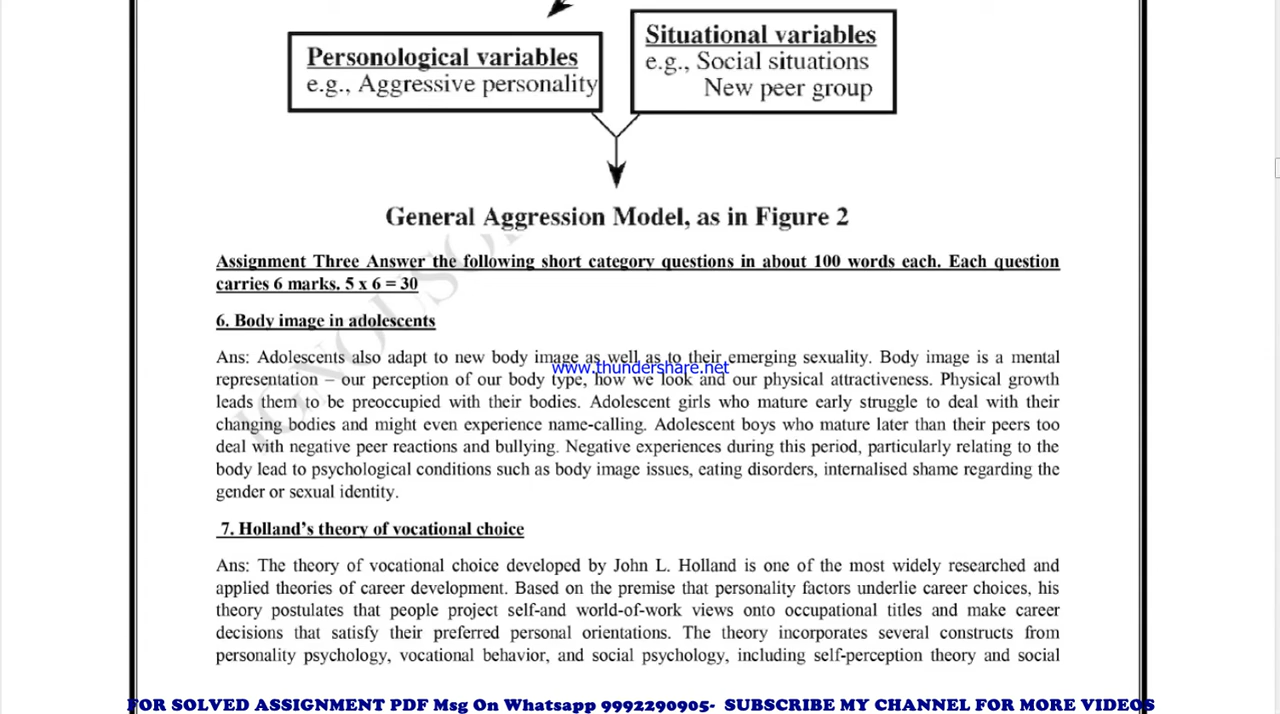 Personological variables
e.g., Aggressive personality
Situational variables
e.g., Social situations
New peer group
General Aggression Model, as in Figure 2
Assignment Three Answer the following short category questions in about 100 words each. Each question
carries 6 marks. 5 x 6 = 30
6. Body image in adolescents
Ans: Adolescents also adapt to new body image as well as to their emerging sexuality. Body image is a mental
www.thundershare.net
representation – our perception of our body type, how we look and our physical attractiveness. Physical growth
leads them to be preoccupied with their bodies. Adolescent girls who mature early struggle to deal with their
changing bodies and might even experience name-calling. Adolescent boys who mature later than their peers too
deal with negative peer reactions and bullying. Negative experiences during this period, particularly relating to the
body lead to psychological conditions such as body image issues, eating disorders, internalised shame regarding the
gender or sexual identity.
7. Holland's theory of vocational choice
Ans: The theory of vocational choice developed by John L. Holland is one of the most widely researched and
applied theories of career development. Based on the premise that personality factors underlie career choices, his
theory postulates that people project self-and world-of-work views onto occupational titles and make career
decisions that satisfy their preferred personal orientations. The theory incorporates several constructs from
personality psychology, vocational behavior, and social psychology, including self-perception theory and social
FOR SOLVED ASSIGNMENT PDF Msg On Whatsapp 9992290905- SUBSCRIBE MY CHANNEL FOR MORE VIDEOS